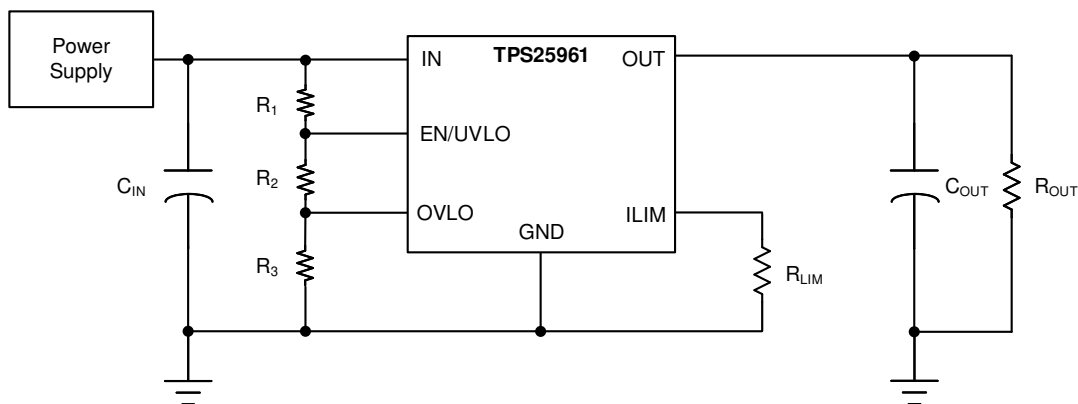 Power
Supply
IN
TPS25961
OUT
R1
EN/UVLO
CIN
R2
COUT
ROUT
OVLO
ILIM
GND
R3
RLIM